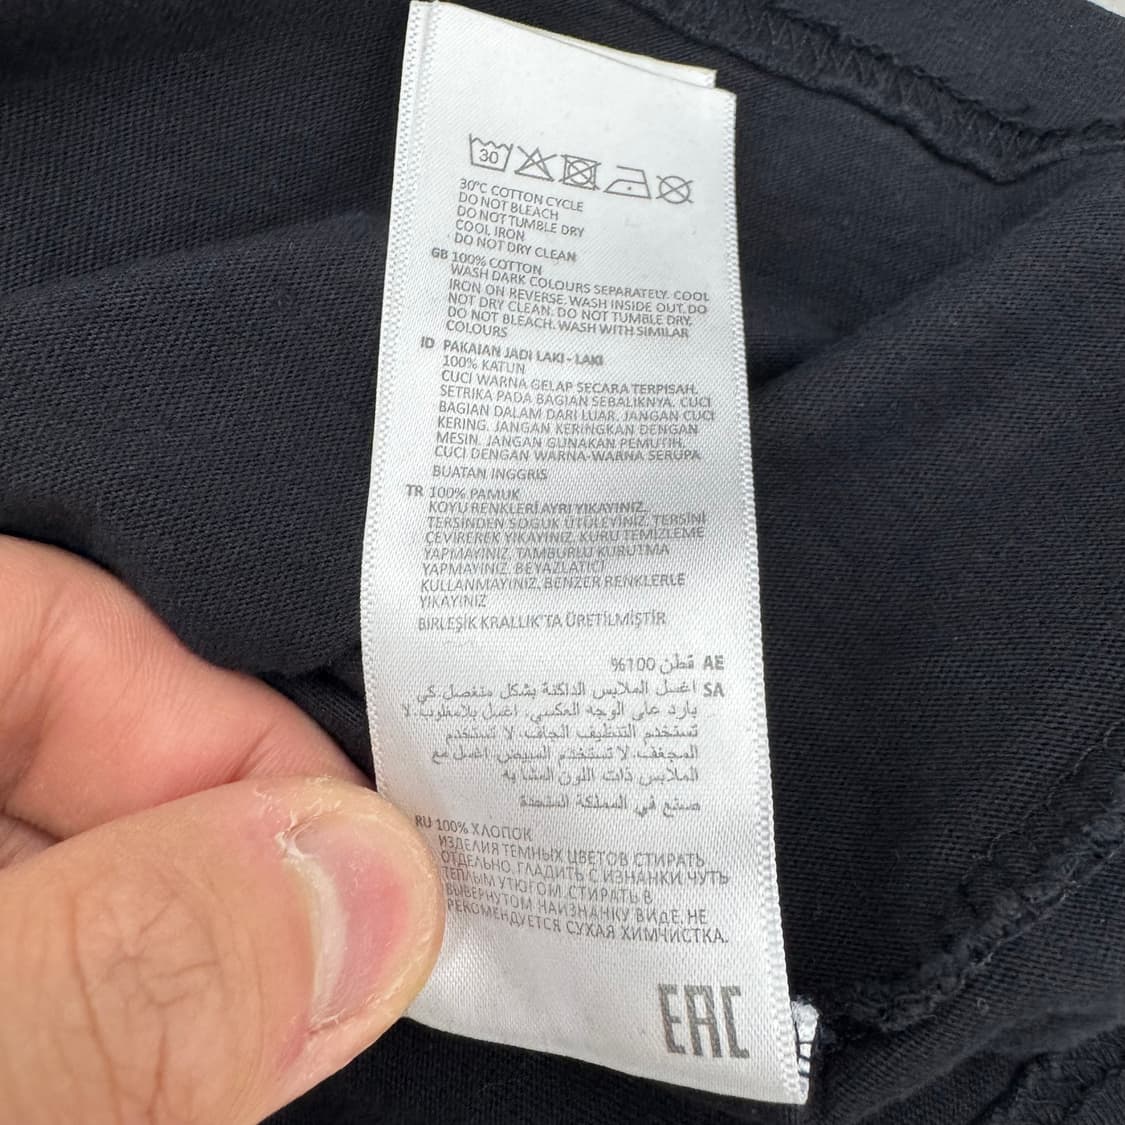 30
30°C COTTON CYCLE
DO NOT BLEACH
DO NOT TUMBLE DRY
COOL IRON
DO NOT DRY CLEAN
GB 100% COTTON
WASH DARK COLOURS SEPARATELY. COOL
IRON ON REVERSE. WASH INSIDE OUT. DO
NOT DRY CLEAN. DO NOT TUMBLE DRY.
DO NOT BLEACH. WASH WITH SIMILAR
COLOURS
ID PAKAIAN JADI LAKI - LAKI
100% KATUN
CUCI WARNA GELAP SECARA TERPISAH.
SETRIKA PADA BAGIAN SEBALIKNYA. CUCI
BAGIAN DALAM DARI LUAR. JANGAN CUCI
KERING. JANGAN KERINGKAN DENGAN
MESIN. JANGAN GUNAKAN PEMUTIH.
CUCI DENGAN WARNA-WARNA SERUPA
BUATAN INGGRIS
TR 100% PAMUK
KOYU RENKLERİ AYRI YIKAYINIZ.
TERSİNDEN SOĞUK ÜTÜLEYİNİZ. TERSİNİ
ÇEVİREREK YIKAYINIZ. KURU TEMİZLEME
YAPMAYINIZ. TAMBURLU KURUTMA
YAPMAYINIZ. BEYAZLATICI
KULLANMAYINIZ. BENZER RENKLERLE
YIKAYINIZ
BİRLEŞİK KRALLIK'TA ÜRETİLMİŞTİR
AE قطن 100%
SA اغسل الملابس الداكنة بشكل منفصل. كي
بارد على الوجه العكسي. اغسل بالمقلوب. لا
تستخدم التنظيف الجاف. لا تستخدم
المجفف. لا تستخدم المبيض. اغسل مع
الملابس ذات اللون المشابه
صنع في المملكة المتحدة
RU 100% ХЛОПОК
ИЗДЕЛИЯ ТЕМНЫХ ЦВЕТОВ СТИРАТЬ
ОТДЕЛЬНО. ГЛАДИТЬ С ИЗНАНКИ ЧУТЬ
ТЕПЛЫМ УТЮГОМ. СТИРАТЬ В
ВЫВЕРНУТОМ НАИЗНАНКУ ВИДЕ. НЕ
РЕКОМЕНДУЕТСЯ СУХАЯ ХИМЧИСТКА.
EAC